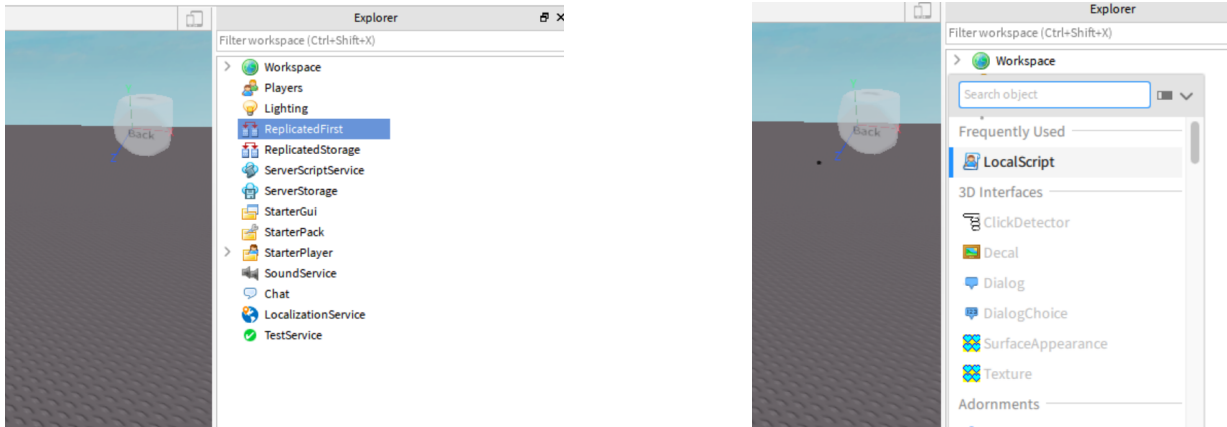 Explorer
Filter workspace (Ctrl+Shift+X)
Workspace
Players
Lighting
ReplicatedFirst
ReplicatedStorage
ServerScriptService
ServerStorage
StarterGui
StarterPack
StarterPlayer
SoundService
Chat
LocalizationService
TestService
Back
Explorer
Filter workspace (Ctrl+Shift+X)
Workspace
Search object
Frequently Used
LocalScript
3D Interfaces
ClickDetector
Decal
Dialog
DialogChoice
SurfaceAppearance
Texture
Adornments
Back